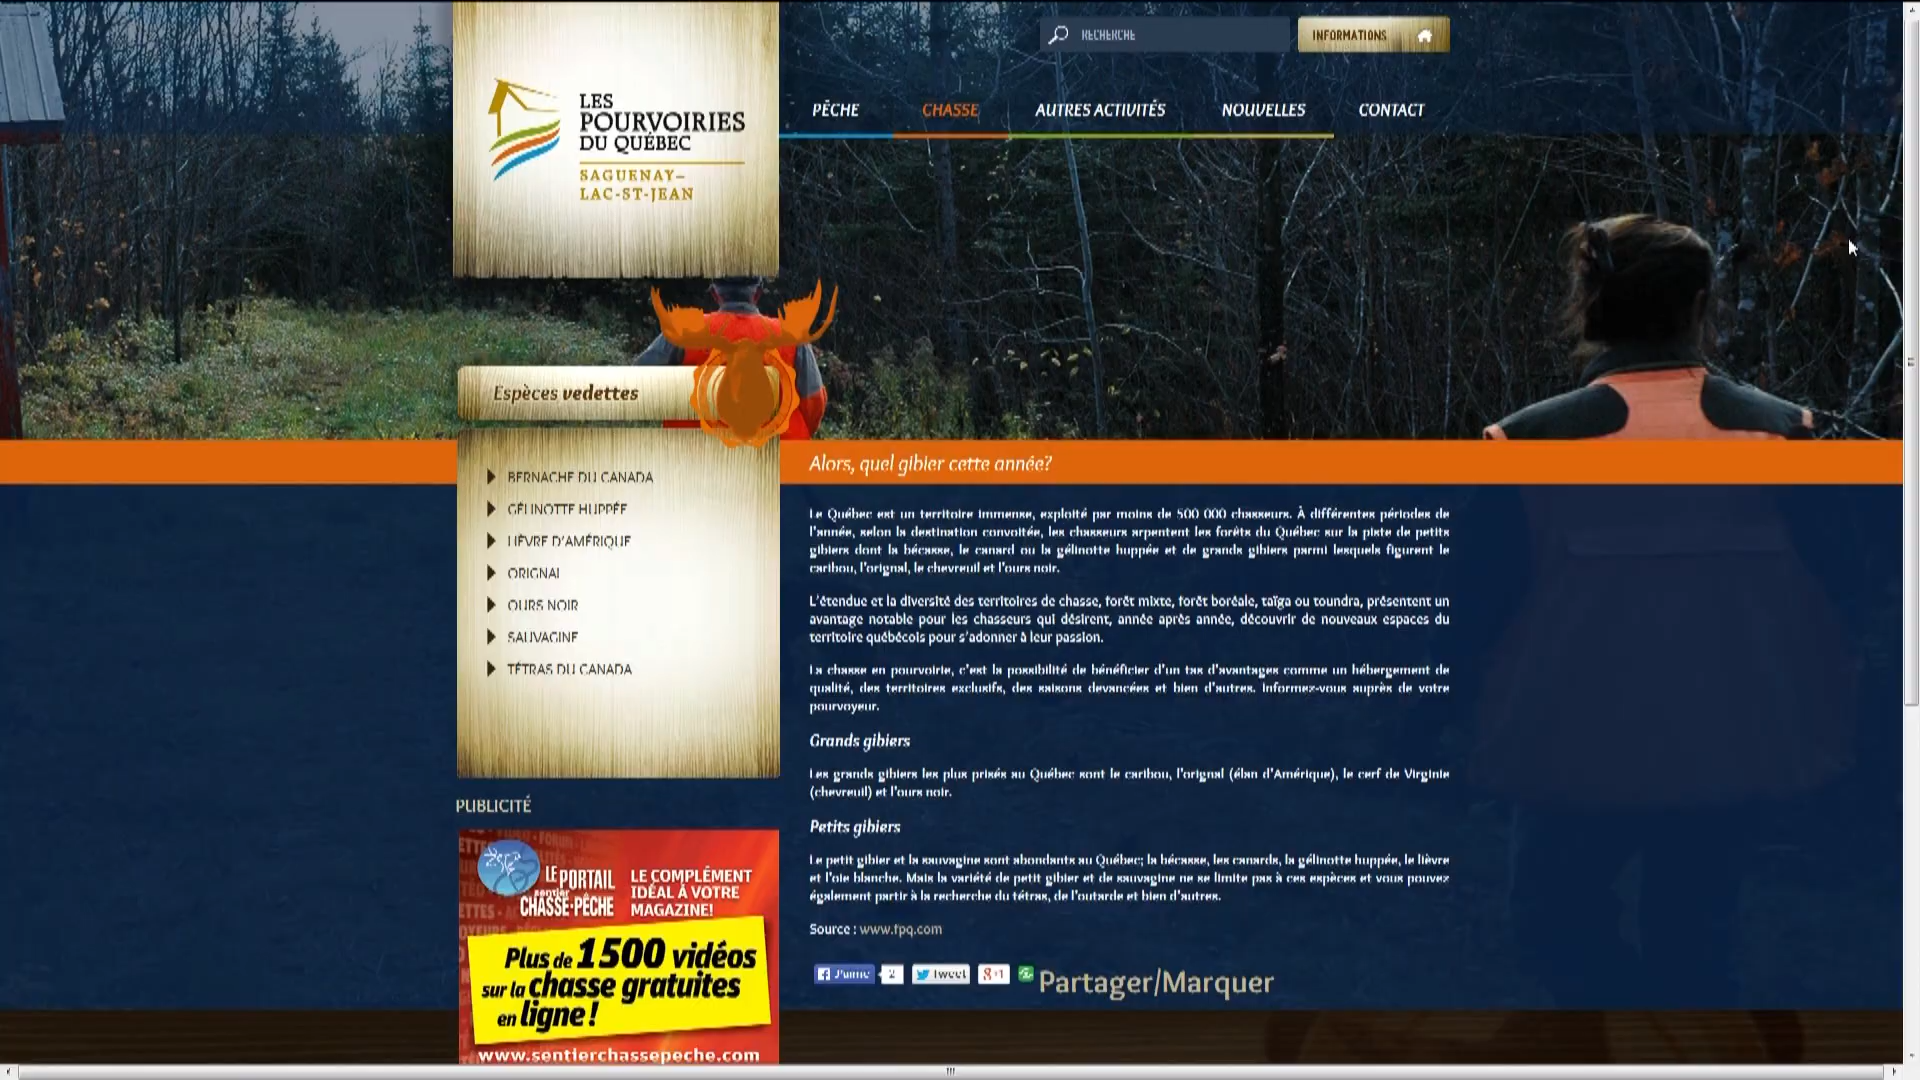 RECHERCHE
INFORMATIONS
LES
POURVOIRIES
DU QUÉBEC
SAGUENAY–
LAC-ST-JEAN
PÊCHE
CHASSE
AUTRES ACTIVITÉS
NOUVELLES
CONTACT
Espèces vedettes
BERNACHE DU CANADA
GÉLINOTTE HUPPÉE
LIÈVRE D'AMÉRIQUE
ORIGNAL
OURS NOIR
SAUVAGINE
TÉTRAS DU CANADA
PUBLICITÉ
LE PORTAIL
sentier
CHASSE-PÊCHE
LE COMPLÉMENT
IDÉAL À VOTRE
MAGAZINE!
Plus de 1500 vidéos
sur la chasse gratuites
en ligne!
www.sentierchassepeche.com
Alors, quel gibier cette année?
Le Québec est un territoire immense, exploité par moins de 500 000 chasseurs. À différentes périodes de
l'année, selon la destination convoitée, les chasseurs arpentent les forêts du Québec sur la piste de petits
gibiers dont la bécasse, le canard ou la gélinotte huppée et de grands gibiers parmi lesquels figurent le
caribou, l'orignal, le chevreuil et l'ours noir.
L'étendue et la diversité des territoires de chasse, forêt mixte, forêt boréale, taïga ou toundra, présentent un
avantage notable pour les chasseurs qui désirent, année après année, découvrir de nouveaux espaces du
territoire québécois pour s'adonner à leur passion.
La chasse en pourvoirie, c'est la possibilité de bénéficier d'un tas d'avantages comme un hébergement de
qualité, des territoires exclusifs, des saisons devancées et bien d'autres. Informez-vous auprès de votre
pourvoyeur.
Grands gibiers
Les grands gibiers les plus prisés au Québec sont le caribou, l'orignal (élan d'Amérique), le cerf de Virginie
(chevreuil) et l'ours noir.
Petits gibiers
Le petit gibier et la sauvagine sont abondants au Québec; la bécasse, les canards, la gélinotte huppée, le lièvre
et l'oie blanche. Mais la variété de petit gibier et de sauvagine ne se limite pas à ces espèces et vous pouvez
également partir à la recherche du tétras, de l'outarde et bien d'autres.
Source : www.fpq.com
J'aime 2 Tweet g+1 Partager/Marquer